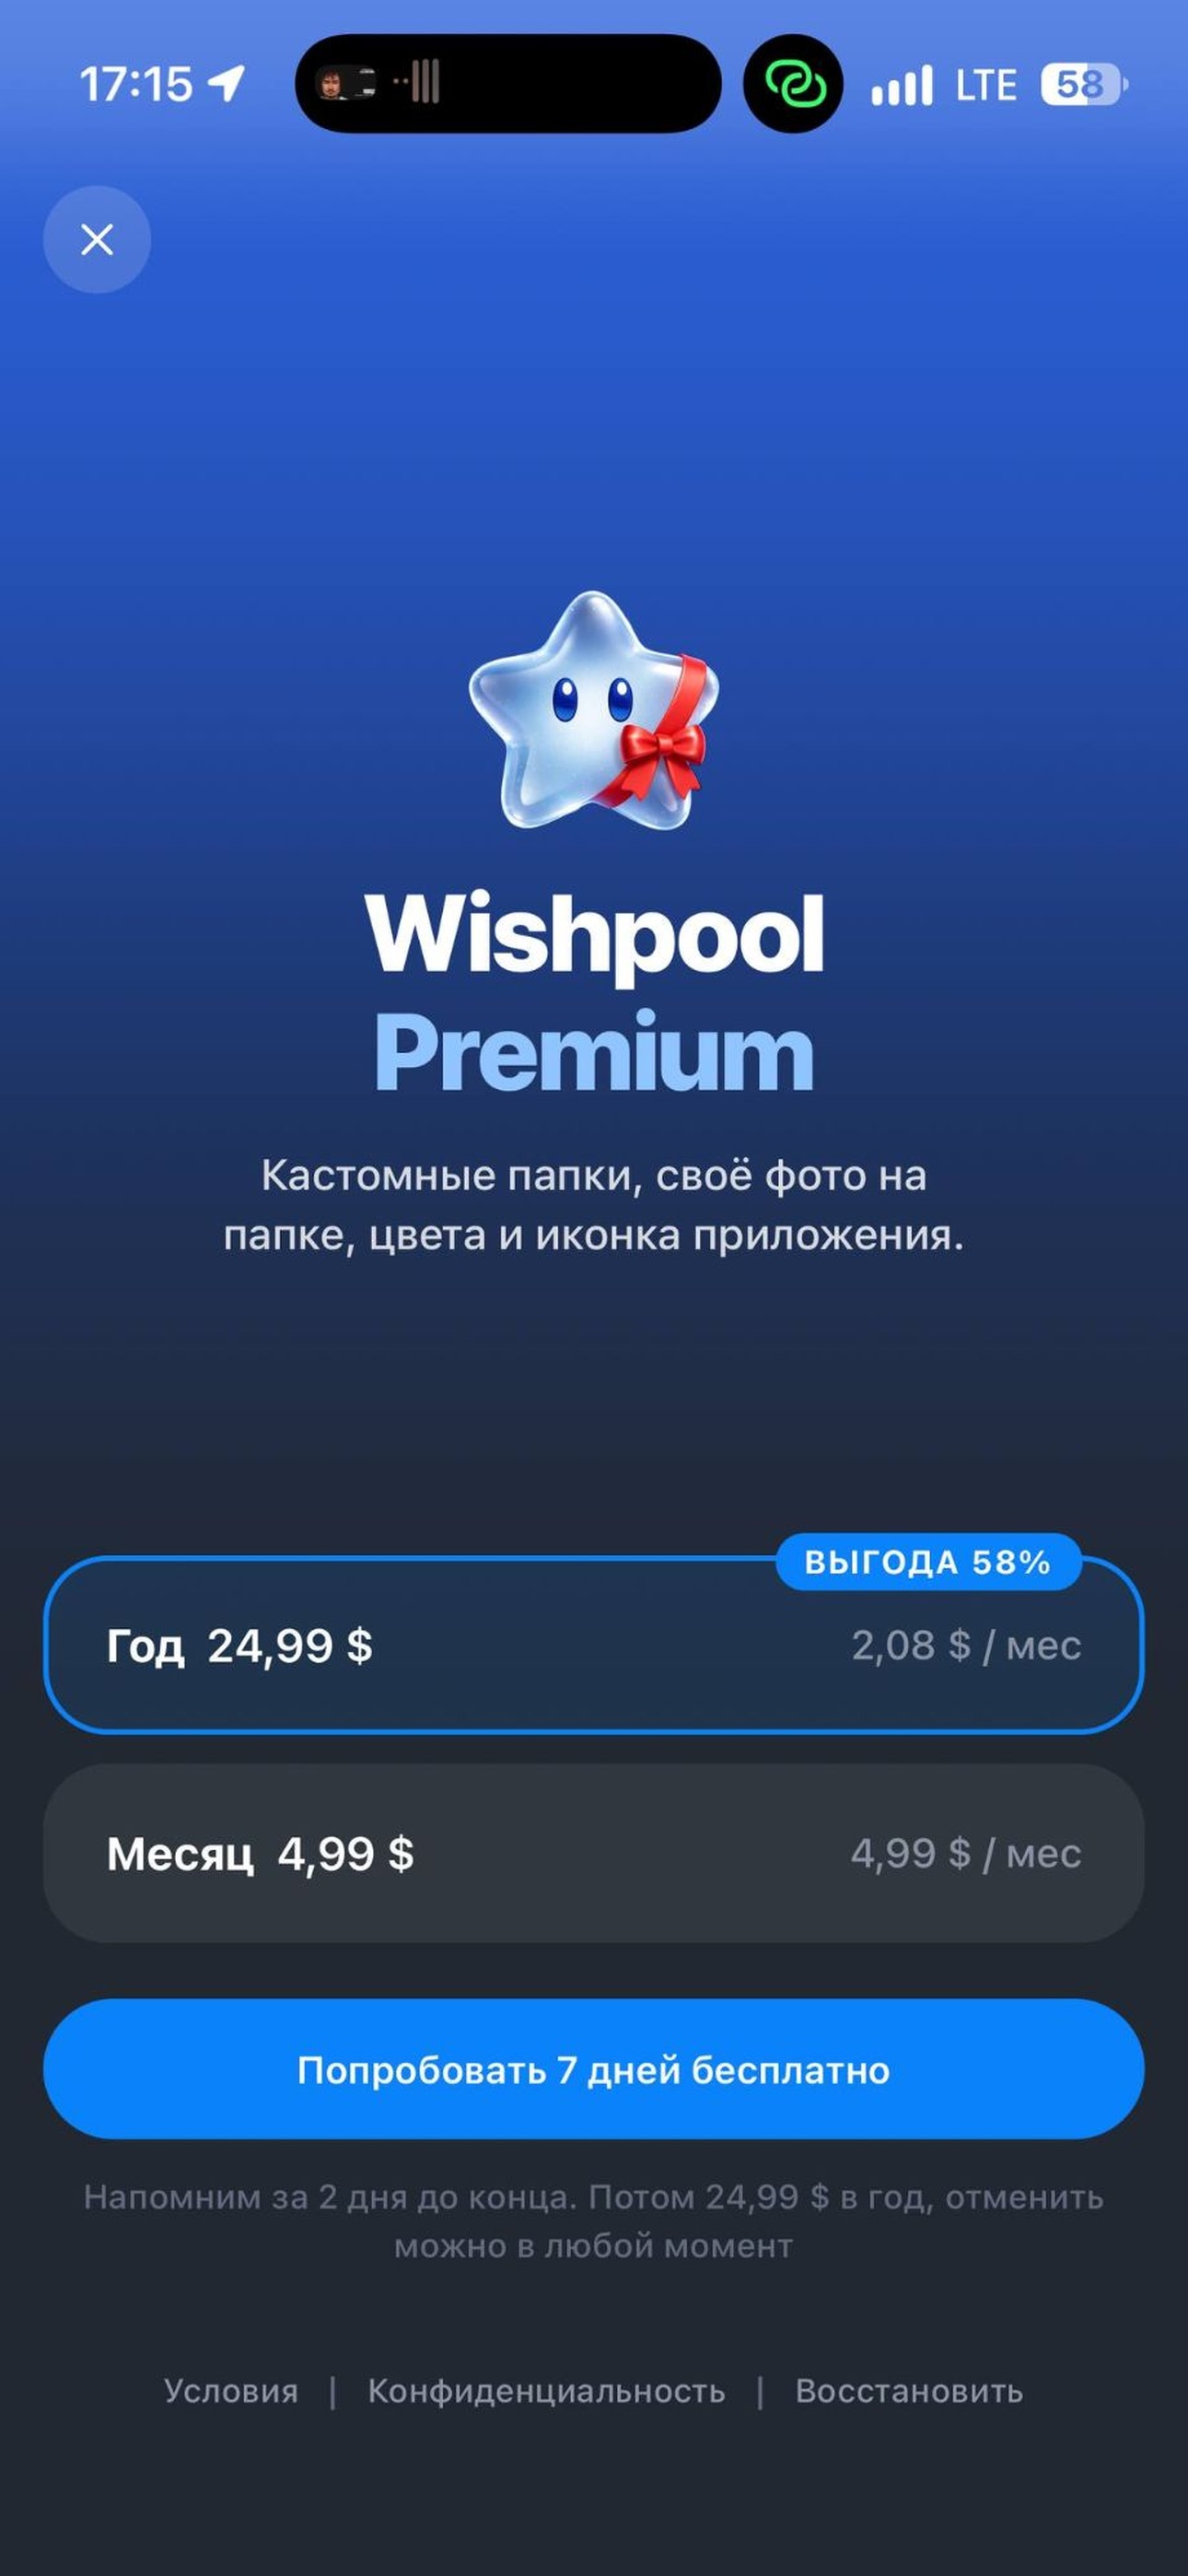 17:15
LTE
58
Wishpool
Premium
Кастомные папки, своё фото на
папке, цвета и иконка приложения.
ВЫГОДА 58%
Год 24,99 $
2,08 $ / мес
Месяц 4,99 $
4,99 $ / мес
Попробовать 7 дней бесплатно
Напомним за 2 дня до конца. Потом 24,99 $ в год, отменить
можно в любой момент
Условия | Конфиденциальность | Восстановить